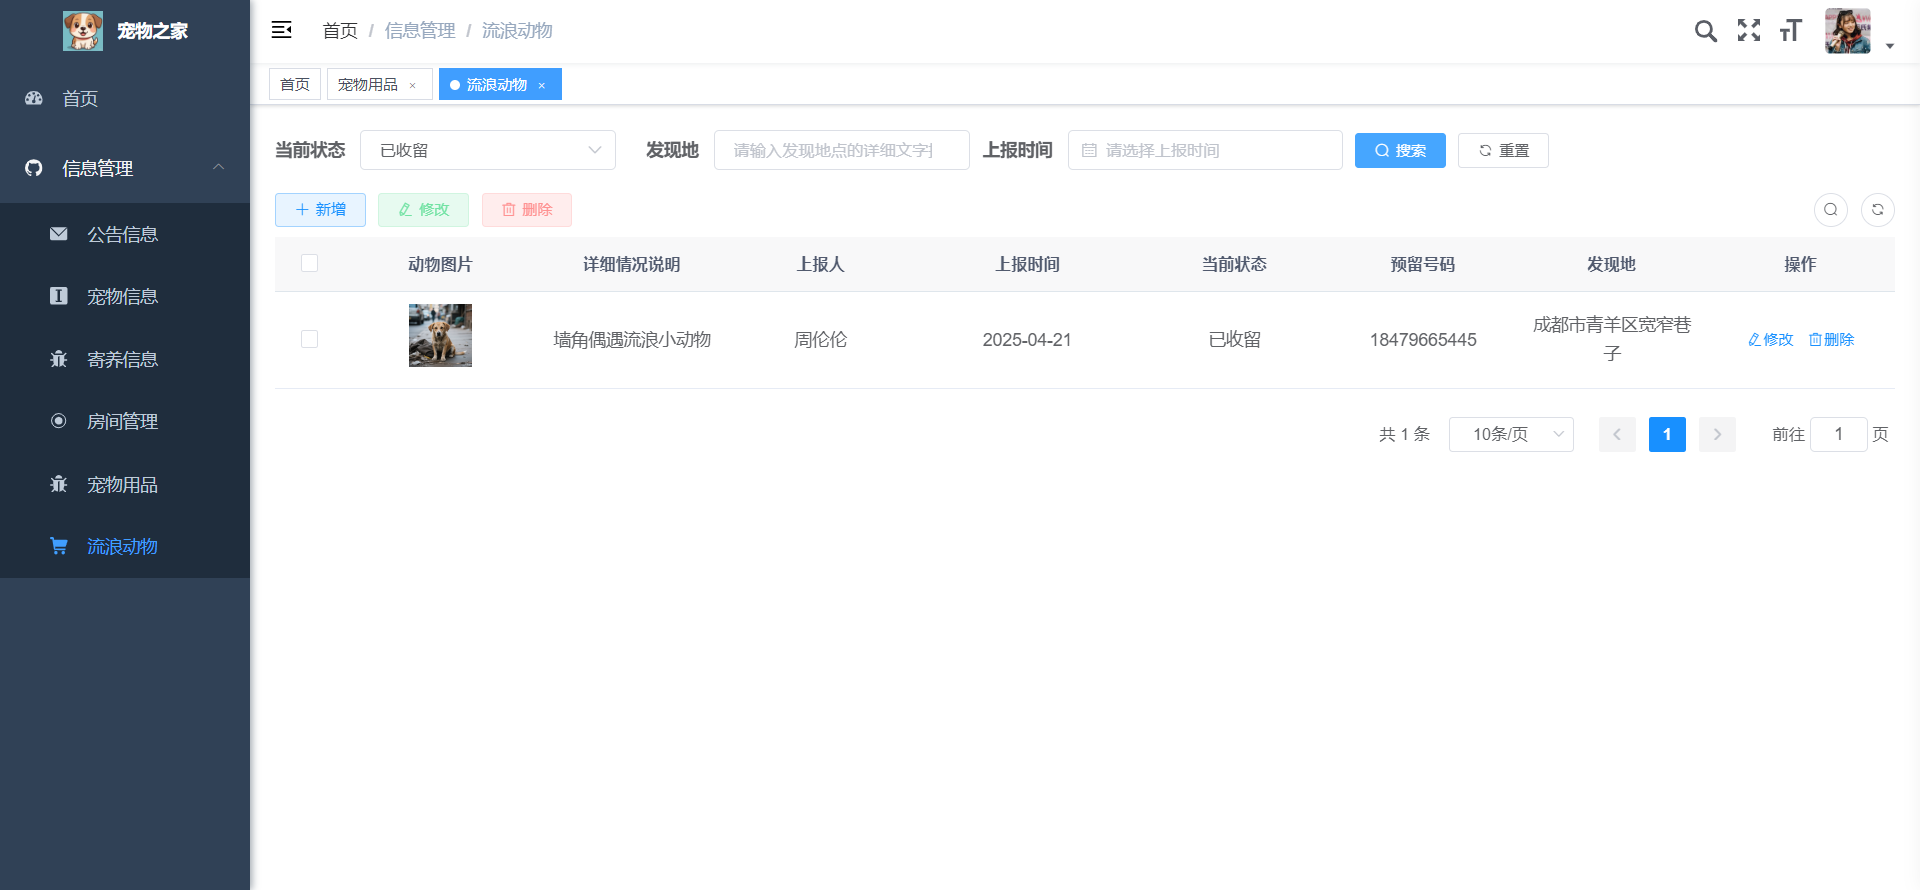 宠物之家
首页 / 信息管理 / 流浪动物
首页
宠物用品 ×
流浪动物 ×
首页
信息管理
公告信息
宠物信息
寄养信息
房间管理
宠物用品
流浪动物
当前状态 已收留 发现地 请输入发现地点的详细文字 上报时间 请选择上报时间 搜索 重置
新增 修改 删除
动物图片 详细情况说明 上报人 上报时间 当前状态 预留号码 发现地 操作
墙角偶遇流浪小动物 周伦伦 2025-04-21 已收留 18479665445 成都市青羊区宽窄巷
子
修改 删除
共 1 条 10条/页 1 前往 1 页